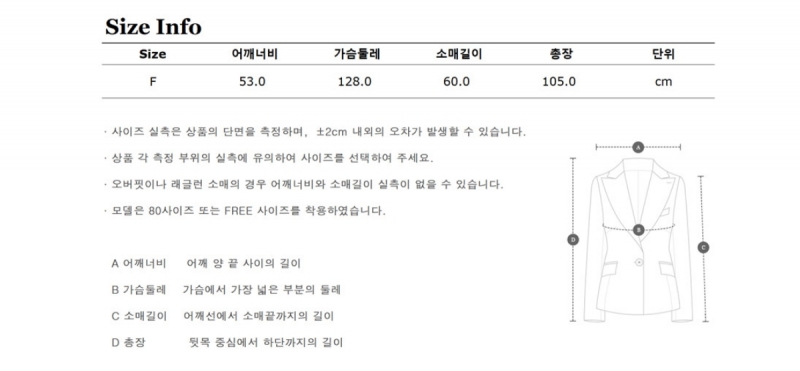 Size Info
Size 어깨너비 가슴둘레 소매길이 총장 단위
F 53.0 128.0 60.0 105.0 cm
· 사이즈 실측은 상품의 단면을 측정하며, ±2cm 내외의 오차가 발생할 수 있습니다.
· 상품 각 측정 부위의 실측에 유의하여 사이즈를 선택하여 주세요.
· 오버핏이나 래글런 소매의 경우 어깨너비와 소매길이 실측이 없을 수 있습니다.
· 모델은 80사이즈 또는 FREE 사이즈를 착용하였습니다.
A 어깨너비 어깨 양 끝 사이의 길이
B 가슴둘레 가슴에서 가장 넓은 부분의 둘레
C 소매길이 어깨선에서 소매끝까지의 길이
D 총장 뒷목 중심에서 하단까지의 길이
A
B
D
C